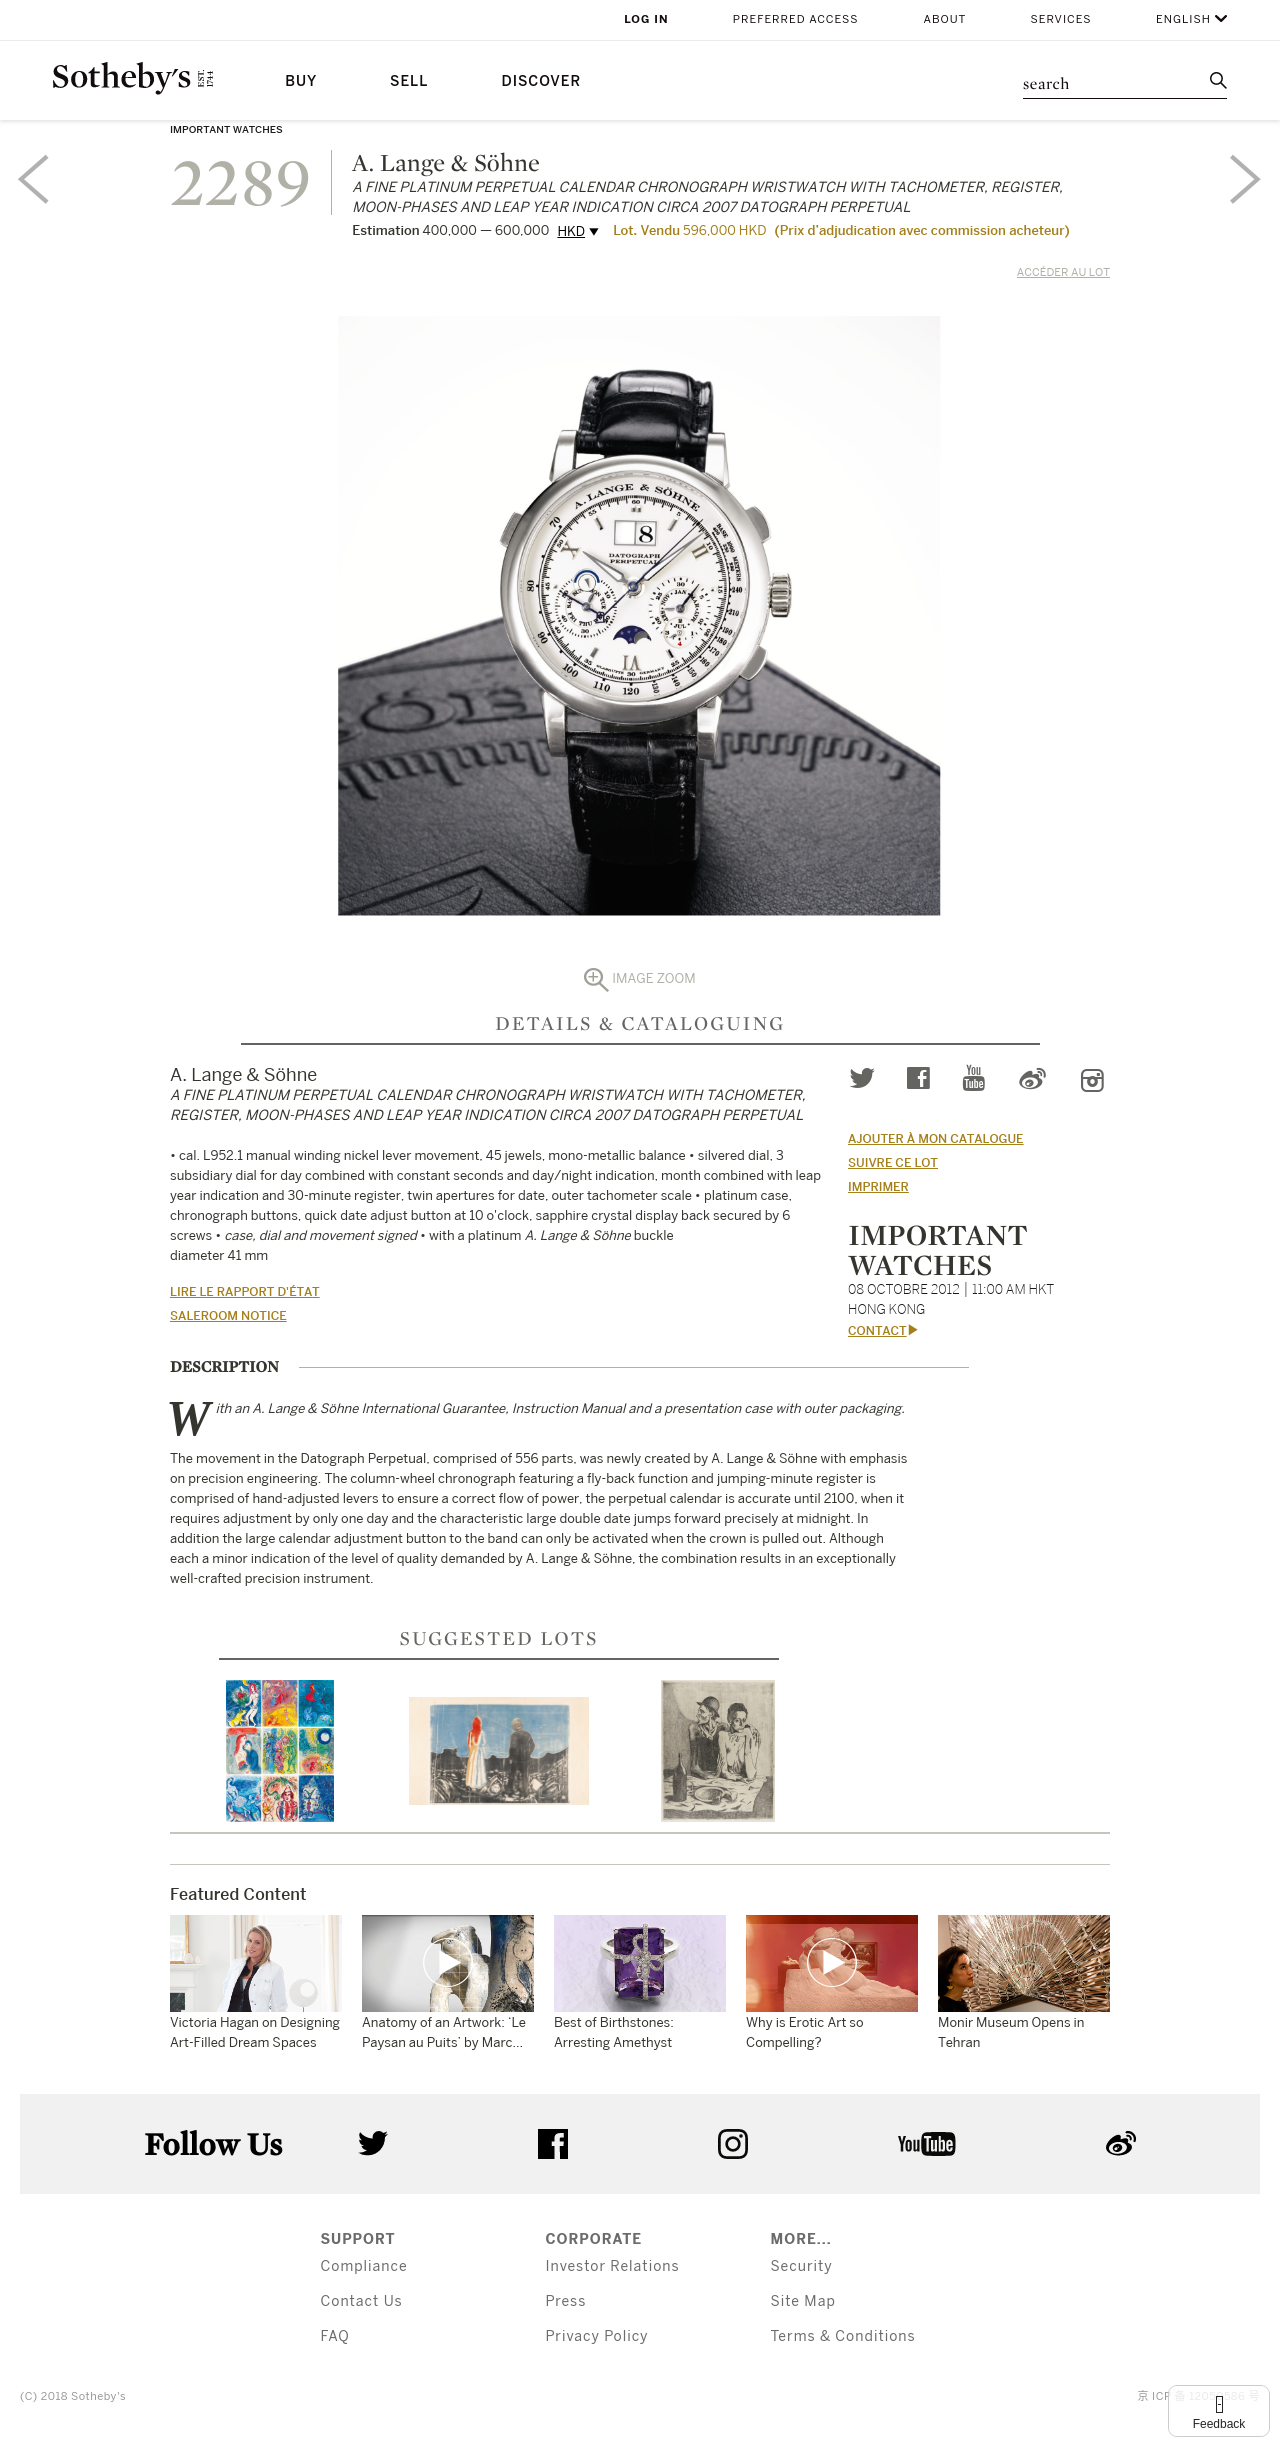 LOG IN
PREFERRED ACCESS
ABOUT
SERVICES
ENGLISH
Sotheby's EST. 1744
BUY
SELL
DISCOVER
search
IMPORTANT WATCHES
2289
A. Lange & Söhne
A FINE PLATINUM PERPETUAL CALENDAR CHRONOGRAPH WRISTWATCH WITH TACHOMETER, REGISTER,
MOON-PHASES AND LEAP YEAR INDICATION CIRCA 2007 DATOGRAPH PERPETUAL
Estimation 400,000 — 600,000 HKD ▼ Lot. Vendu 596,000 HKD (Prix d'adjudication avec commission acheteur)
ACCÉDER AU LOT
A. LANGE & SÖHNE
8
DATOGRAPH
PERPETUAL
IMAGE ZOOM
DETAILS & CATALOGUING
A. Lange & Söhne
A FINE PLATINUM PERPETUAL CALENDAR CHRONOGRAPH WRISTWATCH WITH TACHOMETER,
REGISTER, MOON-PHASES AND LEAP YEAR INDICATION CIRCA 2007 DATOGRAPH PERPETUAL
• cal. L952.1 manual winding nickel lever movement, 45 jewels, mono-metallic balance • silvered dial, 3
subsidiary dial for day combined with constant seconds and day/night indication, month combined with leap
year indication and 30-minute register, twin apertures for date, outer tachometer scale • platinum case,
chronograph buttons, quick date adjust button at 10 o'clock, sapphire crystal display back secured by 6
screws • case, dial and movement signed • with a platinum A. Lange & Söhne buckle
diameter 41 mm
LIRE LE RAPPORT D'ÉTAT
SALEROOM NOTICE
You Tube
AJOUTER À MON CATALOGUE
SUIVRE CE LOT
IMPRIMER
IMPORTANT
WATCHES
08 OCTOBRE 2012 | 11:00 AM HKT
HONG KONG
CONTACT
DESCRIPTION
With an A. Lange & Söhne International Guarantee, Instruction Manual and a presentation case with outer packaging.
The movement in the Datograph Perpetual, comprised of 556 parts, was newly created by A. Lange & Söhne with emphasis
on precision engineering. The column-wheel chronograph featuring a fly-back function and jumping-minute register is
comprised of hand-adjusted levers to ensure a correct flow of power, the perpetual calendar is accurate until 2100, when it
requires adjustment by only one day and the characteristic large double date jumps forward precisely at midnight. In
addition the large calendar adjustment button to the band can only be activated when the crown is pulled out. Although
each a minor indication of the level of quality demanded by A. Lange & Söhne, the combination results in an exceptionally
well-crafted precision instrument.
SUGGESTED LOTS
Featured Content
Victoria Hagan on Designing
Art-Filled Dream Spaces
Anatomy of an Artwork: 'Le
Paysan au Puits' by Marc...
Best of Birthstones:
Arresting Amethyst
Why is Erotic Art so
Compelling?
Monir Museum Opens in
Tehran
Follow Us
YouTube
SUPPORT
Compliance
Contact Us
FAQ
CORPORATE
Investor Relations
Press
Privacy Policy
MORE...
Security
Site Map
Terms & Conditions
(C) 2018 Sotheby's
京 ICP
Feedback